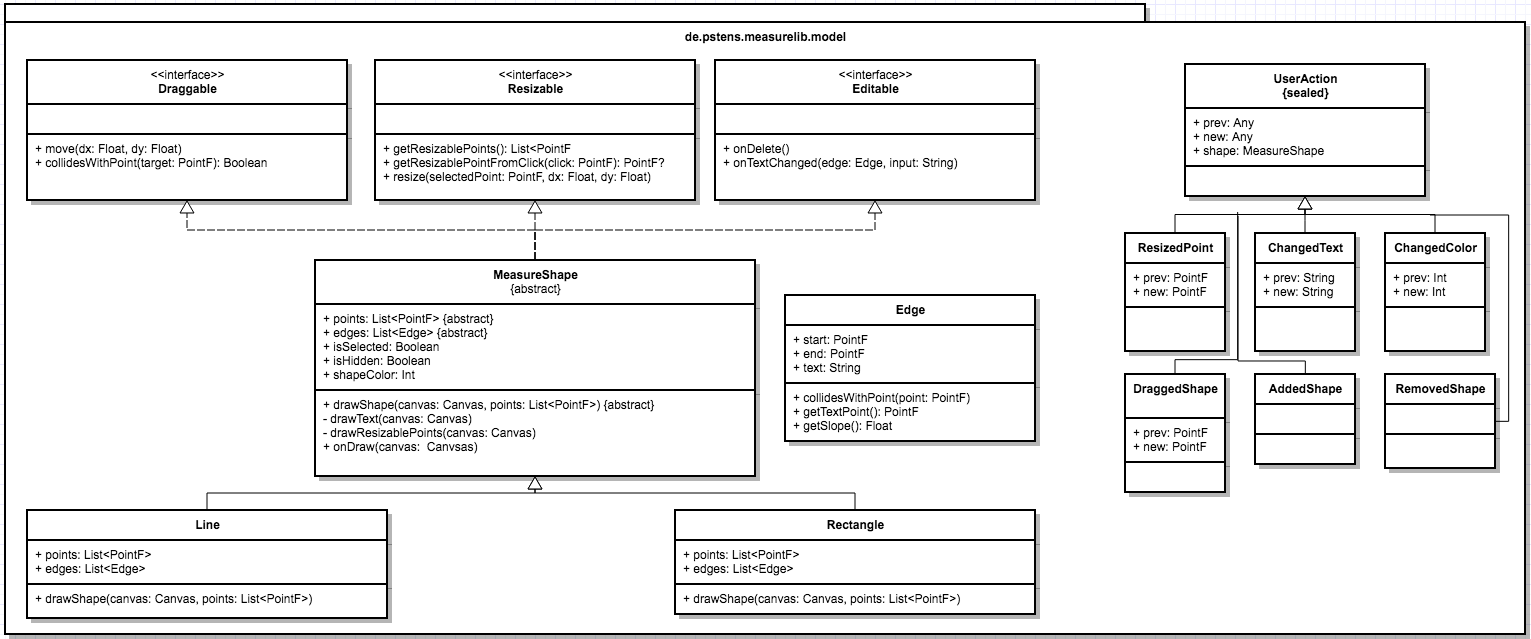 de.pstens.measurelib.model
<<interface>>
Draggable
+ move(dx: Float, dy: Float)
+ collidesWithPoint(target: PointF): Boolean
<<interface>>
Resizable
+ getResizablePoints(): List<PointF
+ getResizablePointFromClick(click: PointF): PointF?
+ resize(selectedPoint: PointF, dx: Float, dy: Float)
<<interface>>
Editable
+ onDelete()
+ onTextChanged(edge: Edge, input: String)
UserAction
{sealed}
+ prev: Any
+ new: Any
+ shape: MeasureShape
ResizedPoint
+ prev: PointF
+ new: PointF
ChangedText
+ prev: String
+ new: String
ChangedColor
+ prev: Int
+ new: Int
MeasureShape
{abstract}
+ points: List<PointF> {abstract}
+ edges: List<Edge> {abstract}
+ isSelected: Boolean
+ isHidden: Boolean
+ shapeColor: Int
+ drawShape(canvas: Canvas, points: List<PointF>) {abstract}
- drawText(canvas: Canvas)
- drawResizablePoints(canvas: Canvas)
+ onDraw(canvas:  Canvsas)
Edge
+ start: PointF
+ end: PointF
+ text: String
+ collidesWithPoint(point: PointF)
+ getTextPoint(): PointF
+ getSlope(): Float
DraggedShape
+ prev: PointF
+ new: PointF
AddedShape
RemovedShape
Line
+ points: List<PointF>
+ edges: List<Edge>
+ drawShape(canvas: Canvas, points: List<PointF>)
Rectangle
+ points: List<PointF>
+ edges: List<Edge>
+ drawShape(canvas: Canvas, points: List<PointF>)